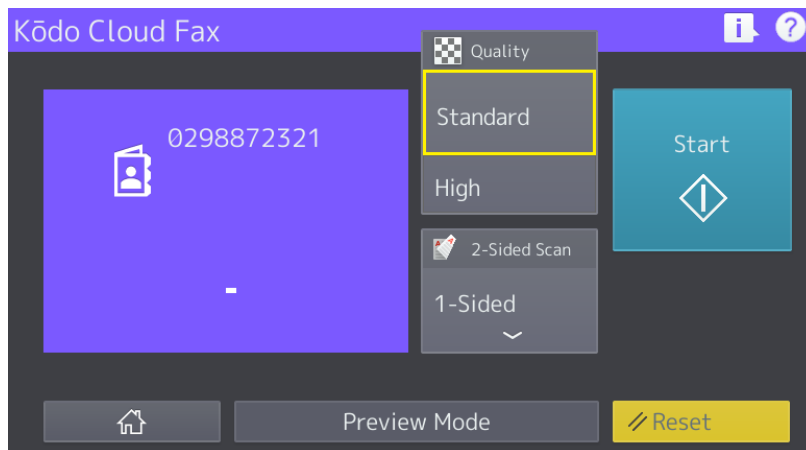 Kōdo Cloud Fax
i
?
Quality
Standard
High
0298872321
-
Start
2-Sided Scan
1-Sided
Preview Mode
Reset